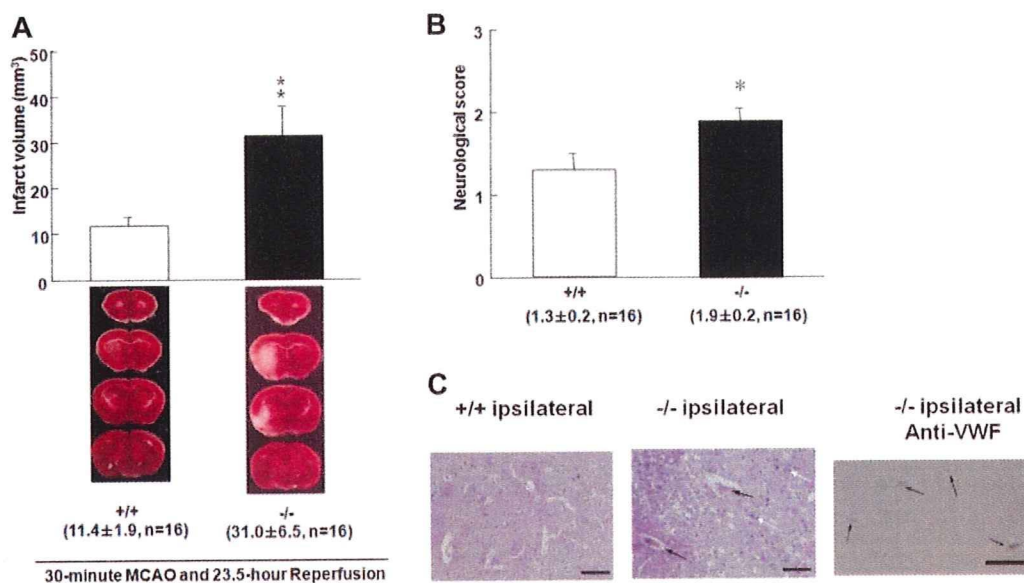 A
Infarct volume (mm³)
50
40
30
20
10
0
**
+/+
(11.4±1.9, n=16)
-/-
(31.0±6.5, n=16)
30-minute MCAO and 23.5-hour Reperfusion
B
Neurological score
3
2
1
0
*
+/+
(1.3±0.2, n=16)
-/-
(1.9±0.2, n=16)
C
+/+ ipsilateral
-/- ipsilateral
-/- ipsilateral
Anti-VWF